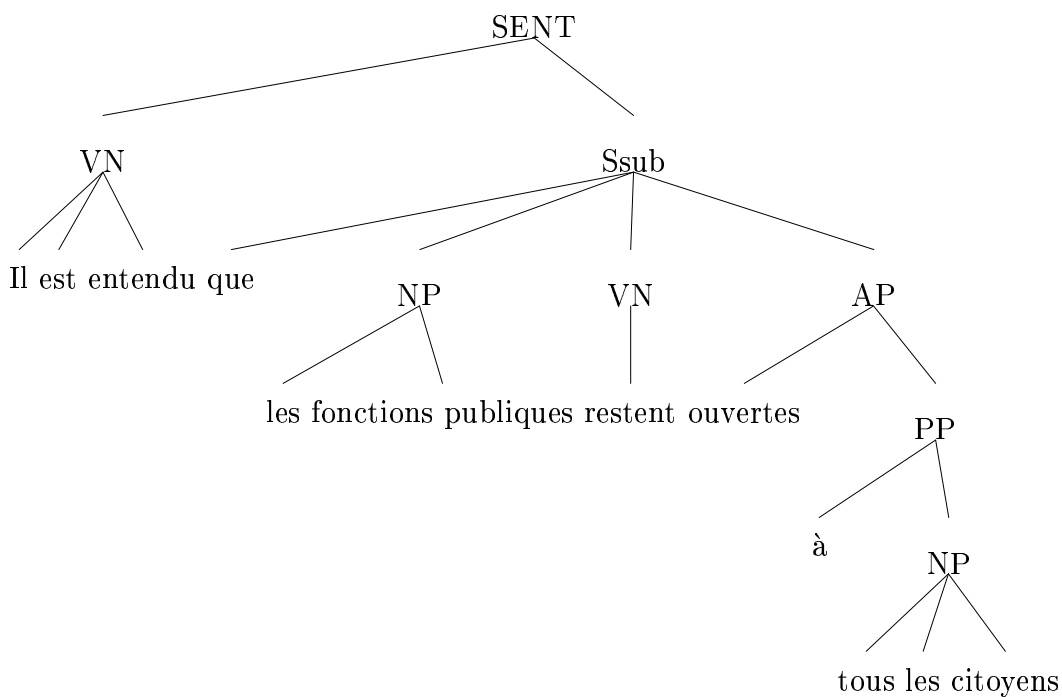 SENT
VN Ssub
Il est entendu que
NP VN AP
les fonctions publiques restent ouvertes
PP
à
NP
tous les citoyens